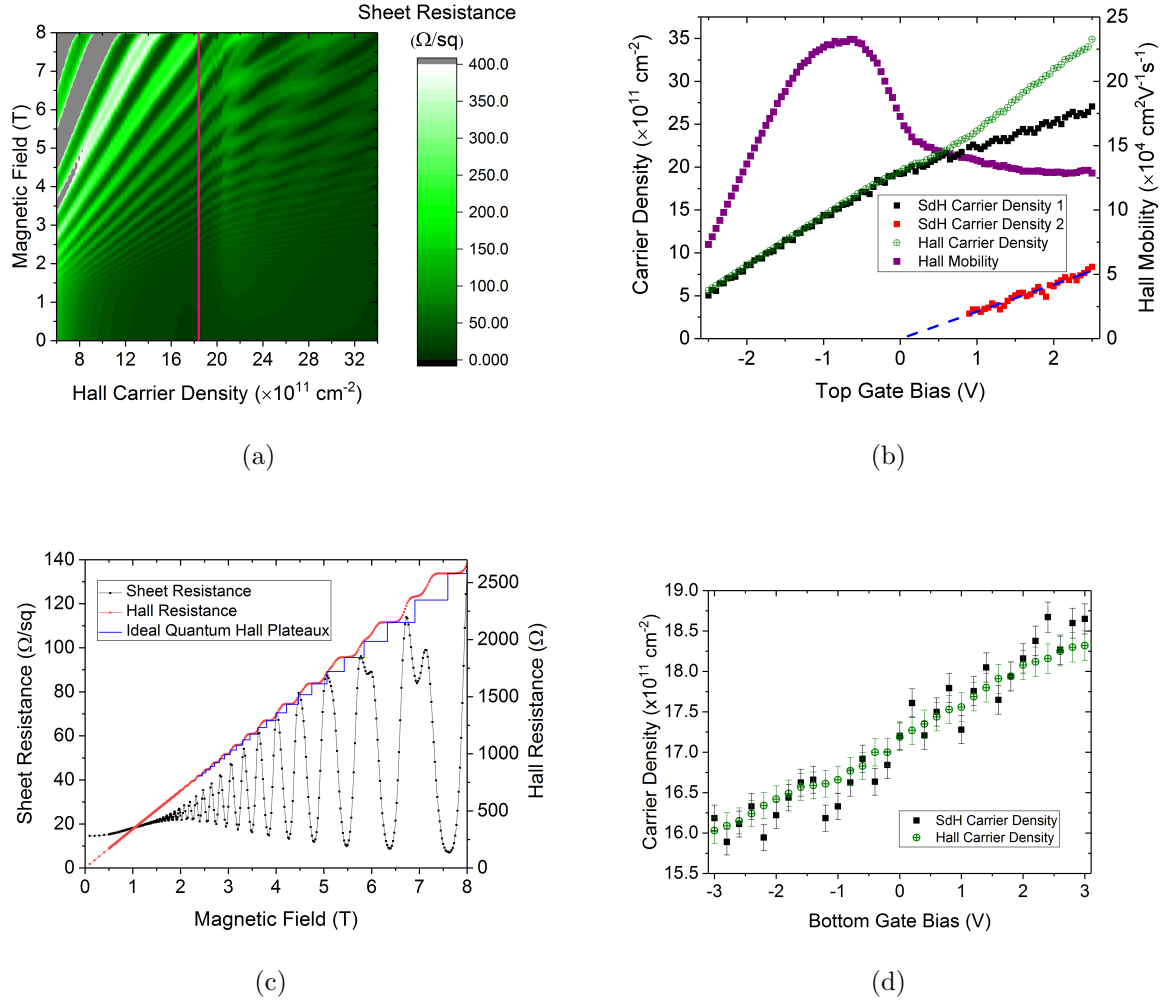 Sheet Resistance
(Ω/sq)
8
7
6
5
4
3
2
1
0
Magnetic Field (T)
8 12 16 20 24 28 32
Hall Carrier Density (×10¹¹ cm⁻²)
400.0
350.0
300.0
250.0
200.0
150.0
100.0
50.00
0.000
(a)
35
30
25
20
15
10
5
0
Carrier Density (×10¹¹ cm⁻²)
25
20
15
10
5
0
Hall Mobility (×10⁴ cm²V⁻¹s⁻¹)
SdH Carrier Density 1
SdH Carrier Density 2
Hall Carrier Density
Hall Mobility
-2 -1 0 1 2
Top Gate Bias (V)
(b)
140
120
100
80
60
40
20
0
Sheet Resistance (Ω/sq)
Sheet Resistance
Hall Resistance
Ideal Quantum Hall Plateaux
2500
2000
1500
1000
500
0
Hall Resistance (Ω)
0 1 2 3 4 5 6 7 8
Magnetic Field (T)
(c)
19.0
18.5
18.0
17.5
17.0
16.5
16.0
15.5
Carrier Density (x10¹¹ cm⁻²)
SdH Carrier Density
Hall Carrier Density
-3 -2 -1 0 1 2 3
Bottom Gate Bias (V)
(d)